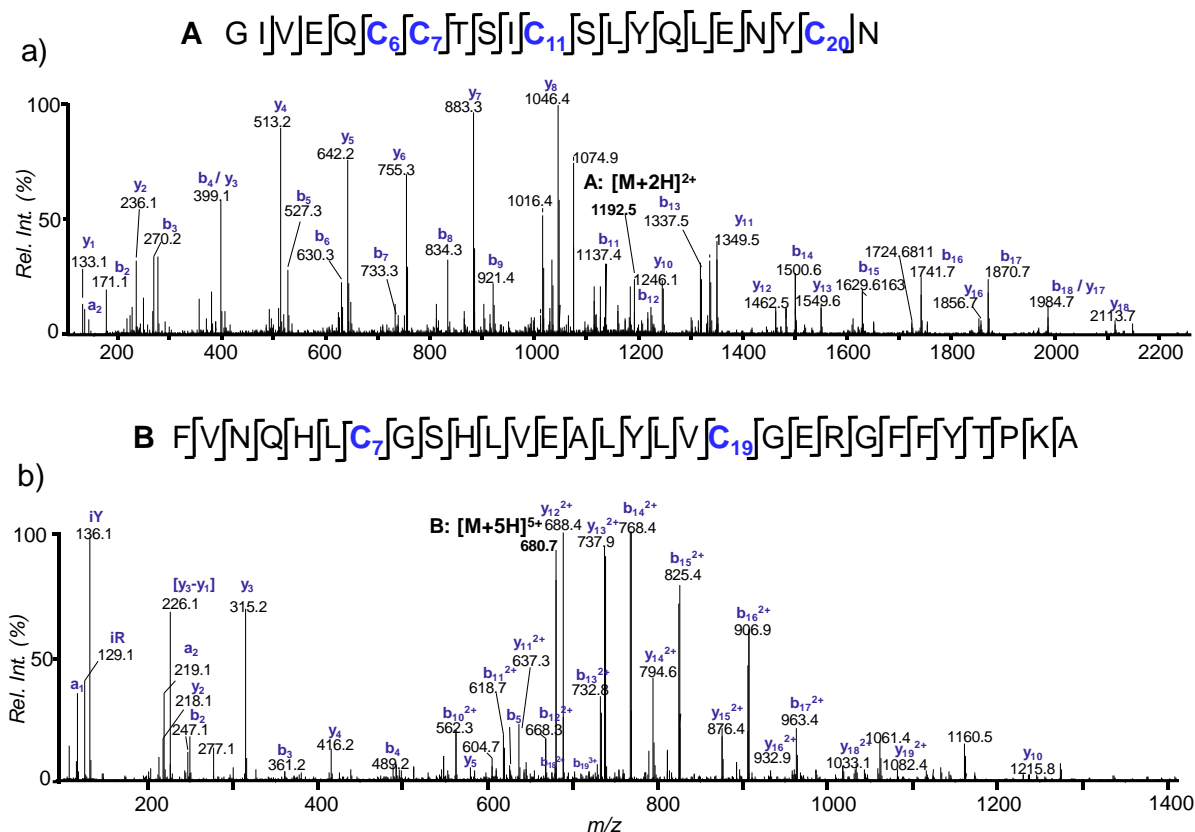 A G I V E Q C6 C7 T S I C11 S L Y Q L E N Y C20 N
a)
100
50
0
Rel. Int. (%)
y1
133.1
a2
b2
171.1
y2
236.1
b3
270.2
b4 / y3
399.1
y4
513.2
b5
527.3
b6
630.3
y5
642.2
b7
733.3
y6
755.3
b8
834.3
y7
883.3
b9
921.4
1016.4
y8
1046.4
1074.9
A: [M+2H]2+
1192.5
b11
1137.4
b12
y10
1246.1
b13
1337.5
y11
1349.5
y12
1462.5
b14
1500.6
y13
1549.6
b15
1629.6163
1724.6811
b16
1741.7
y16
1856.7
b17
1870.7
b18 / y17
1984.7
y18
2113.7
200 400 600 800 1000 1200 1400 1600 1800 2000 2200
B F V N Q H L C7 G S H L V E A L Y L V C19 G E R G F F Y T P K A
b)
100
50
0
Rel. Int. (%)
a1
iY
136.1
iR
129.1
[y3-y1]
226.1
a2
219.1
y2
218.1
b2
247.1
277.1
y3
315.2
b3
361.2
y4
416.2
b4
489.2
b10 2+
562.3
y5
604.7
b11 2+
618.7
b5
y11 2+
637.3
b12 2+
668.3
b18 2+
B: [M+5H]5+
680.7
y12 2+
688.4
b19 3+
b13 2+
732.8
y13 2+
737.9
b14 2+
768.4
y14 2+
794.6
b15 2+
825.4
y15 2+
876.4
b16 2+
906.9
y16 2+
932.9
b17 2+
963.4
y18 2+
1033.1
1061.4
y19 2+
1082.4
1160.5
y10
1215.8
200 400 600 800 1000 1200 1400
m/z